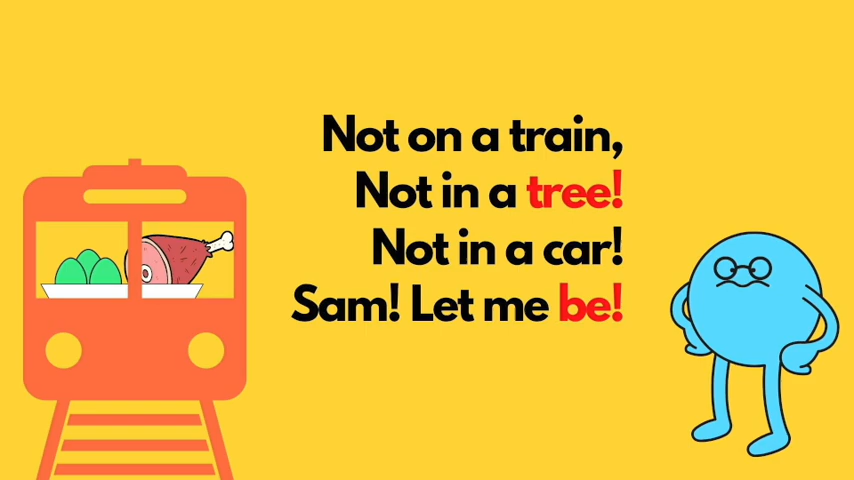 Not on a train,
Not in a tree!
Not in a car!
Sam! Let me be!